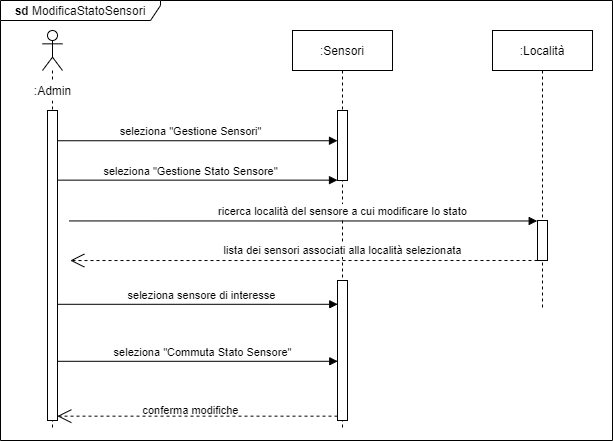 sd ModificaStatoSensori
:Admin
:Sensori
:Località
seleziona "Gestione Sensori"
seleziona "Gestione Stato Sensore"
ricerca località del sensore a cui modificare lo stato
lista dei sensori associati alla località selezionata
seleziona sensore di interesse
seleziona "Commuta Stato Sensore"
conferma modifiche